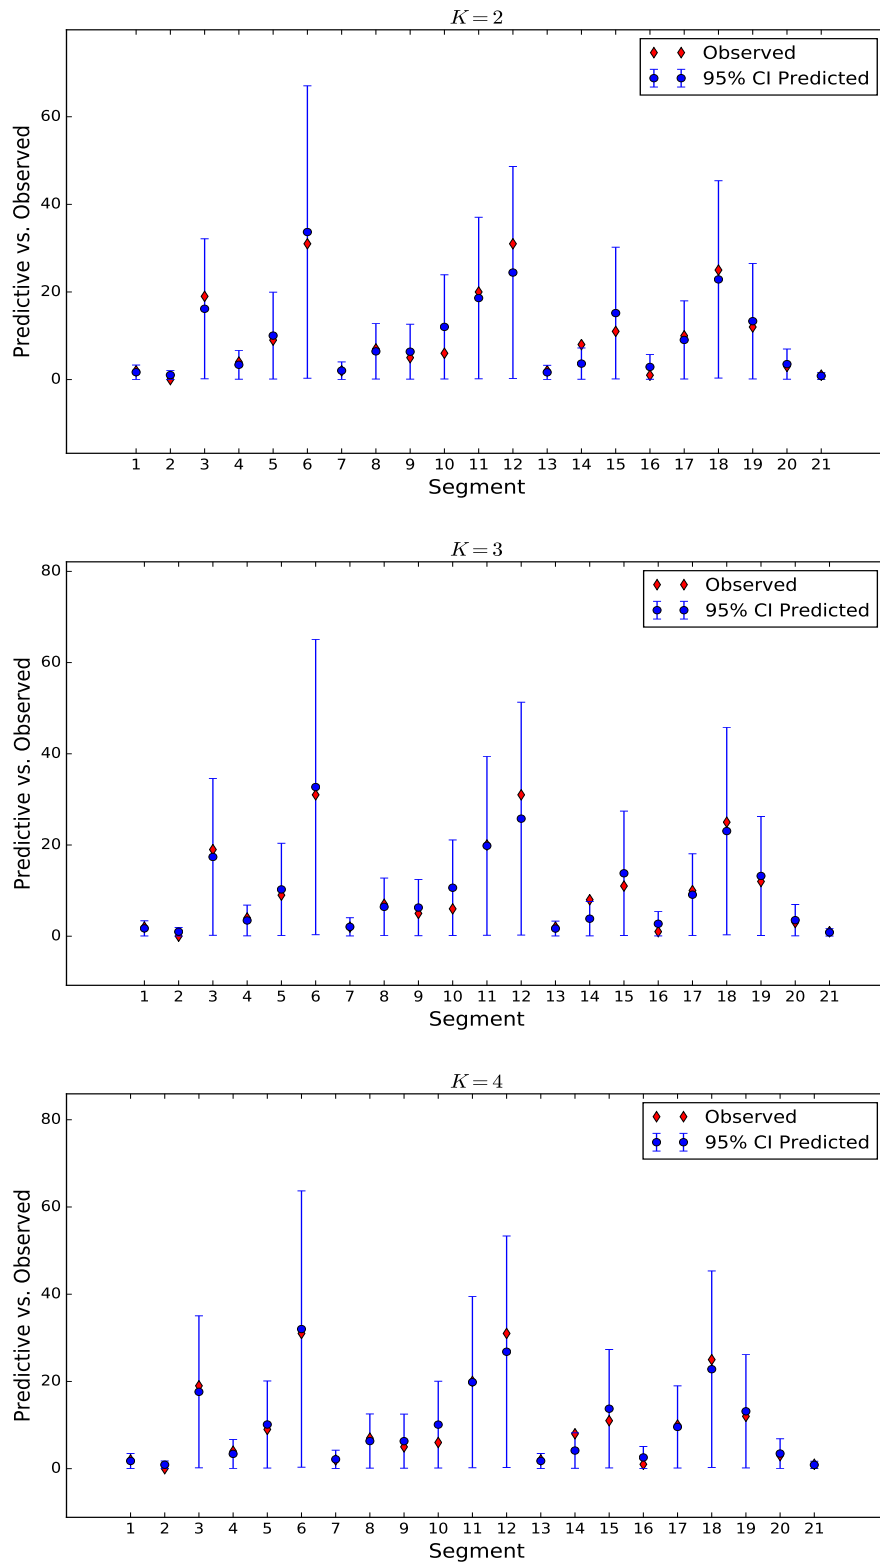 K = 2
Observed
95% CI Predicted
Predictive vs. Observed
60
40
20
0
1 2 3 4 5 6 7 8 9 10 11 12 13 14 15 16 17 18 19 20 21
Segment
K = 3
Observed
95% CI Predicted
Predictive vs. Observed
80
60
40
20
0
1 2 3 4 5 6 7 8 9 10 11 12 13 14 15 16 17 18 19 20 21
Segment
K = 4
Observed
95% CI Predicted
Predictive vs. Observed
80
60
40
20
0
1 2 3 4 5 6 7 8 9 10 11 12 13 14 15 16 17 18 19 20 21
Segment